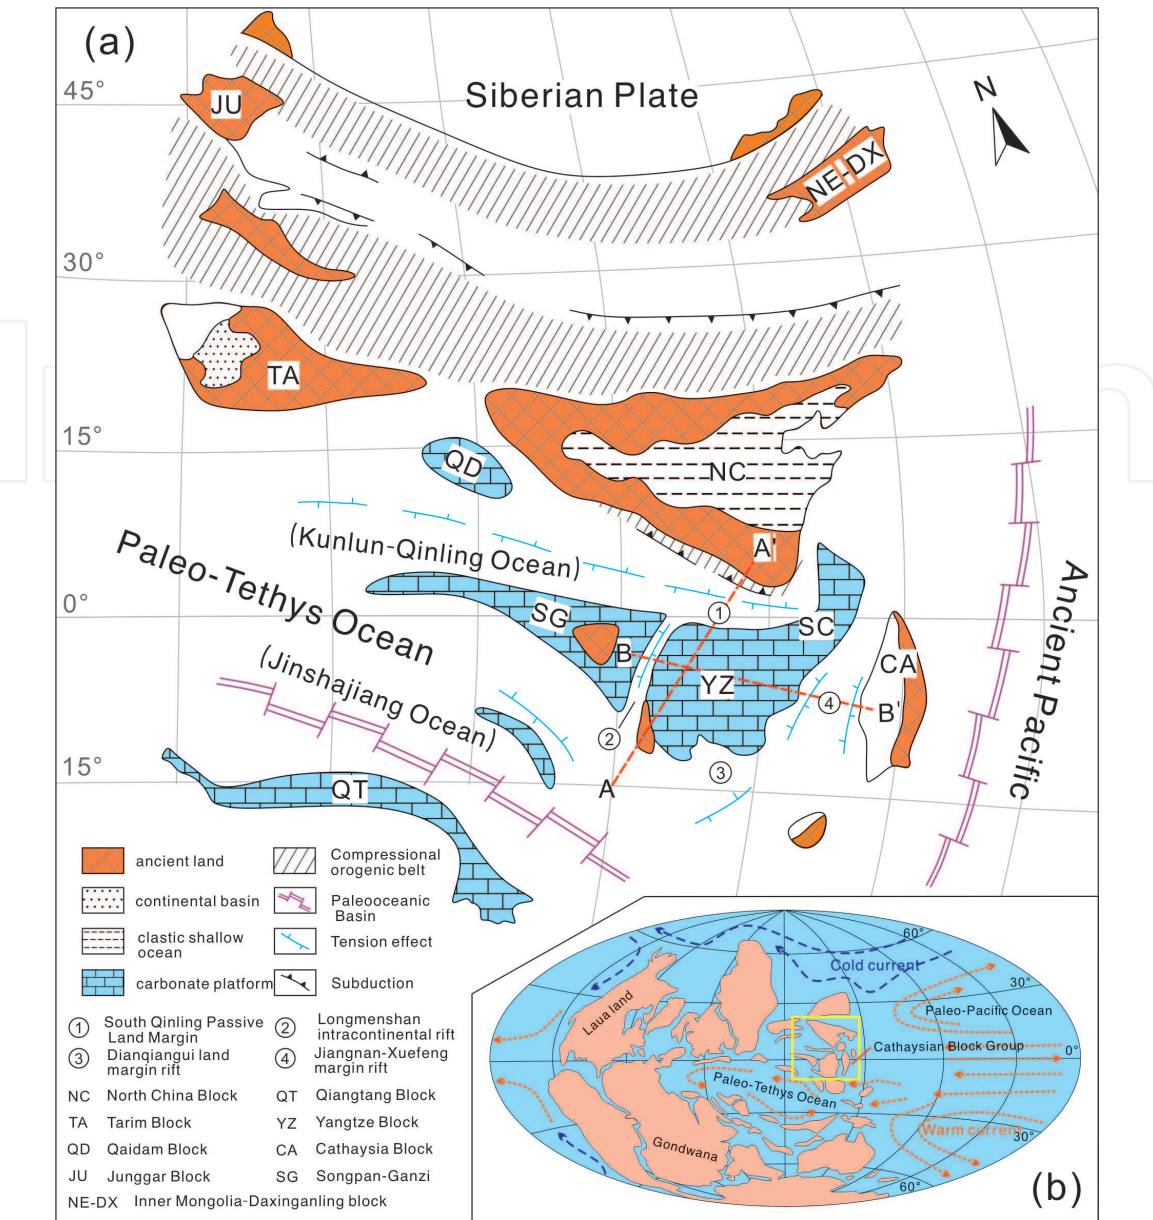 (a)
Siberian Plate
N
45°
JU
NE-DX
30°
TA
15°
QD
NC
(Kunlun-Qinling Ocean)
A'
Paleo-Tethys Ocean
Ancient Pacific
0°
SG
1
SC
B
YZ
CA
(Jinshajiang Ocean)
4
B'
2
3
15°
A
QT
ancient land
Compressional
orogenic belt
continental basin
Paleooceanic
Basin
clastic shallow
ocean
Tension effect
carbonate platform
Subduction
1 South Qinling Passive
Land Margin
2 Longmenshan
intracontinental rift
3 Dianqiangui land
margin rift
4 Jiangnan-Xuefeng
margin rift
NC North China Block
QT Qiangtang Block
TA Tarim Block
YZ Yangtze Block
QD Qaidam Block
CA Cathaysia Block
JU Junggar Block
SG Songpan-Ganzi
NE-DX Inner Mongolia-Daxinganling block
60°
Cold current
30°
Laua land
Paleo-Pacific Ocean
Cathaysian Block Group
0°
Paleo-Tethys Ocean
(Warm current)
30°
Gondwana
60°
(b)